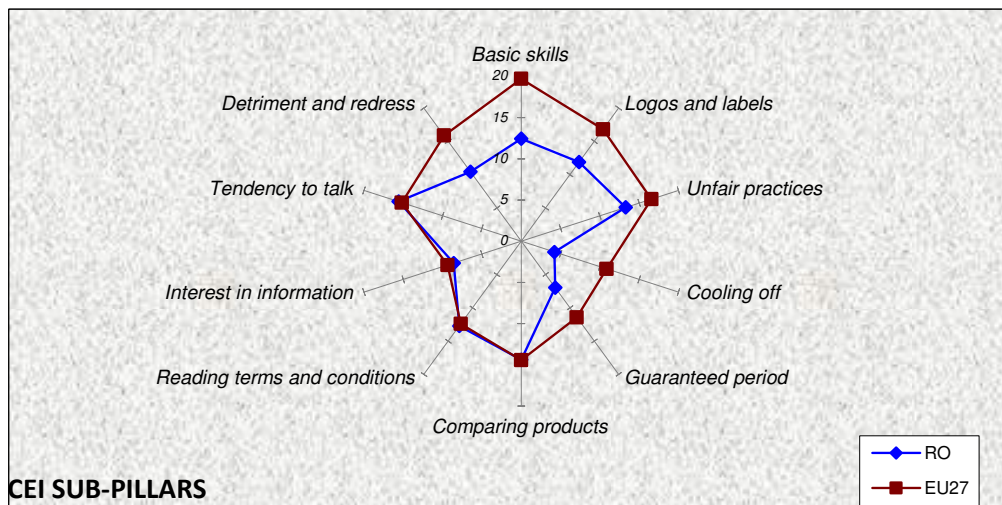 Basic skills
20
Detriment and redress
Logos and labels
15
10
Tendency to talk
Unfair practices
5
0
Interest in information
Cooling off
Reading terms and conditions
Guaranteed period
Comparing products
RO
CEI SUB-PILLARS
EU27